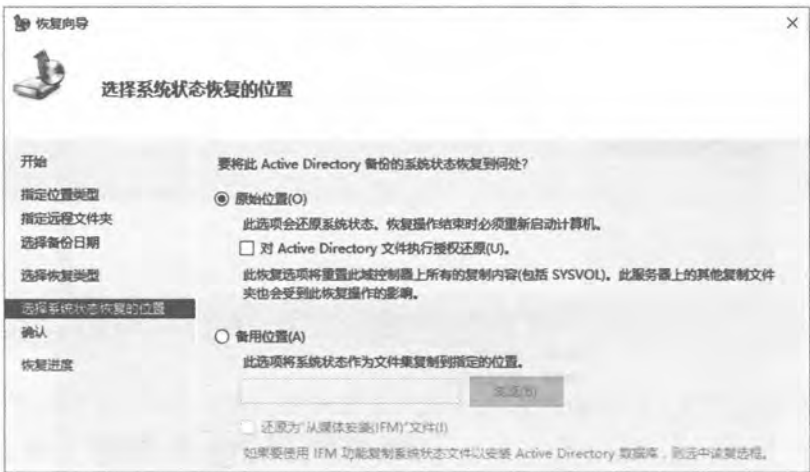 恢复向导
选择系统状态恢复的位置
开始
指定位置类型
指定远程文件夹
选择备份日期
选择恢复类型
选择系统状态恢复的位置
确认
恢复进度
要将此 Active Directory 备份的系统状态恢复到何处?
原始位置(O)
此选项会还原系统状态。恢复操作结束时必须重新启动计算机。
对 Active Directory 文件执行授权还原(U)。
此恢复选项将重置此域控制器上所有的复制内容(包括 SYSVOL)。此服务器上的其他复制文件
夹也会受到此恢复操作的影响。
备用位置(A)
此选项将系统状态作为文件集复制到指定的位置。
还原为"从媒体安装(IFM)"文件(I)
如果要使用 IFM 功能复制系统状态文件以安装 Active Directory 数据库，则选中该复选框。